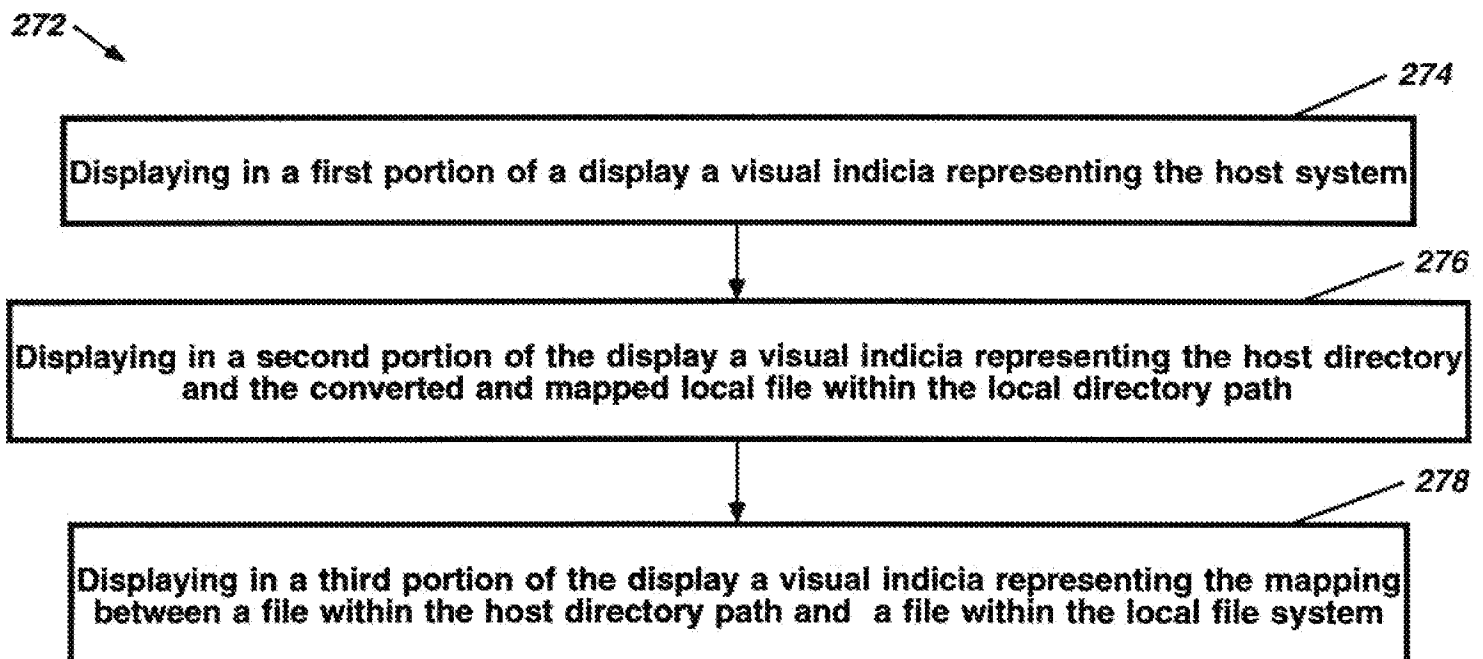 272
274
Displaying in a first portion of a display a visual indicia representing the host system
276
Displaying in a second portion of the display a visual indicia representing the host directory
and the converted and mapped local file within the local directory path
278
Displaying in a third portion of the display a visual indicia representing the mapping
between a file within the host directory path and a file within the local file system